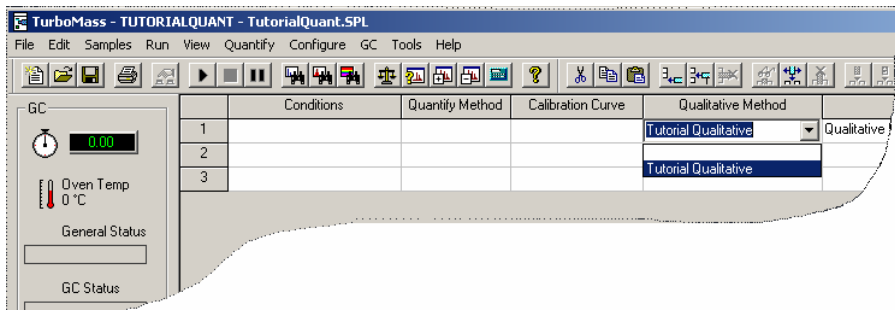 TurboMass - TUTORIALQUANT - TutorialQuant.SPL
File Edit Samples Run View Quantify Configure GC Tools Help
Conditions Quantify Method Calibration Curve Qualitative Method
GC
1 Tutorial Qualitative Qualitative
0.00
2
Tutorial Qualitative
3
Oven Temp
0 °C
General Status
GC Status